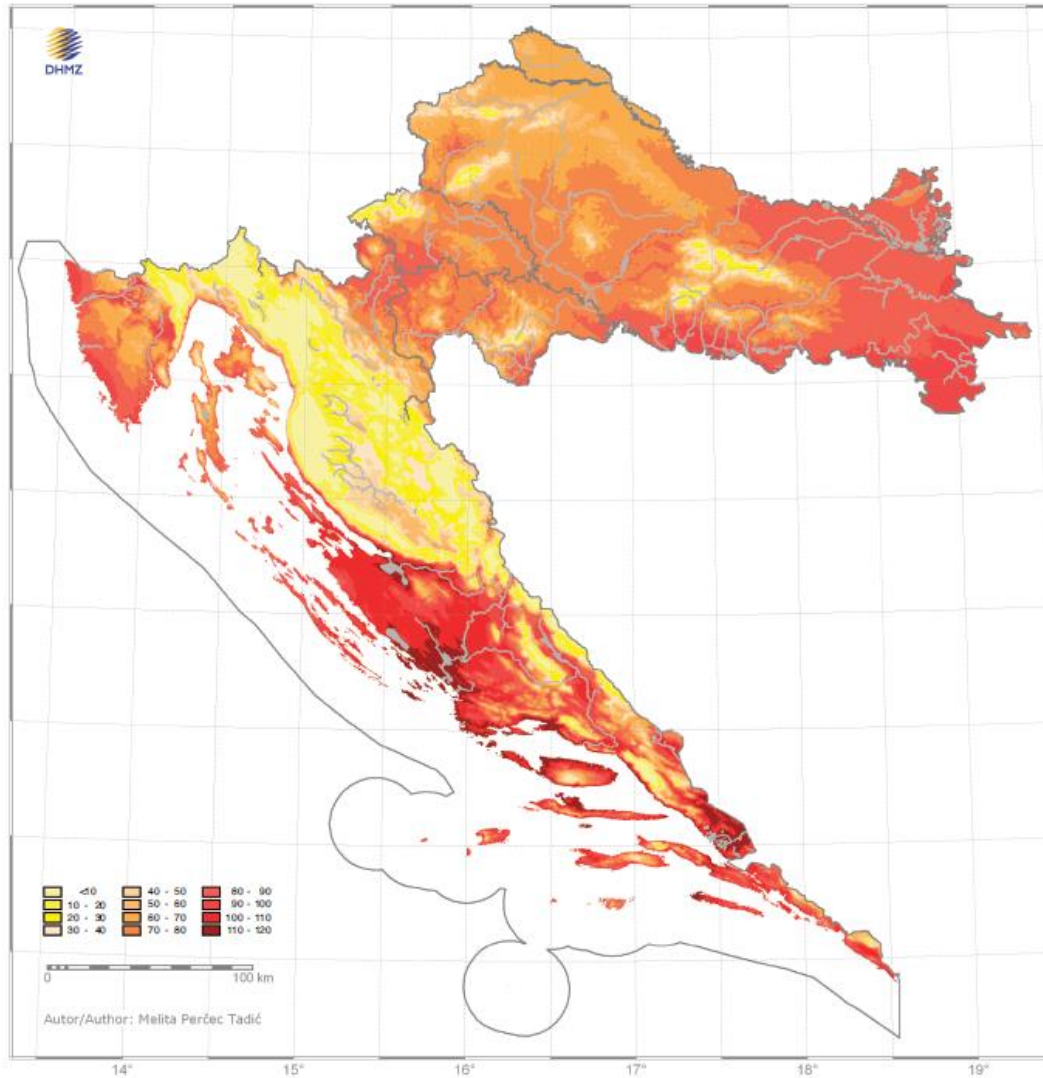 DHMZ
<10 40 - 50 80 - 90
10 - 20 50 - 60 90 - 100
20 - 30 60 - 70 100 - 110
30 - 40 70 - 80 110 - 120
0 100 km
Autor/Author: Melita Perčec Tadić
14° 15° 16° 17° 18° 19°